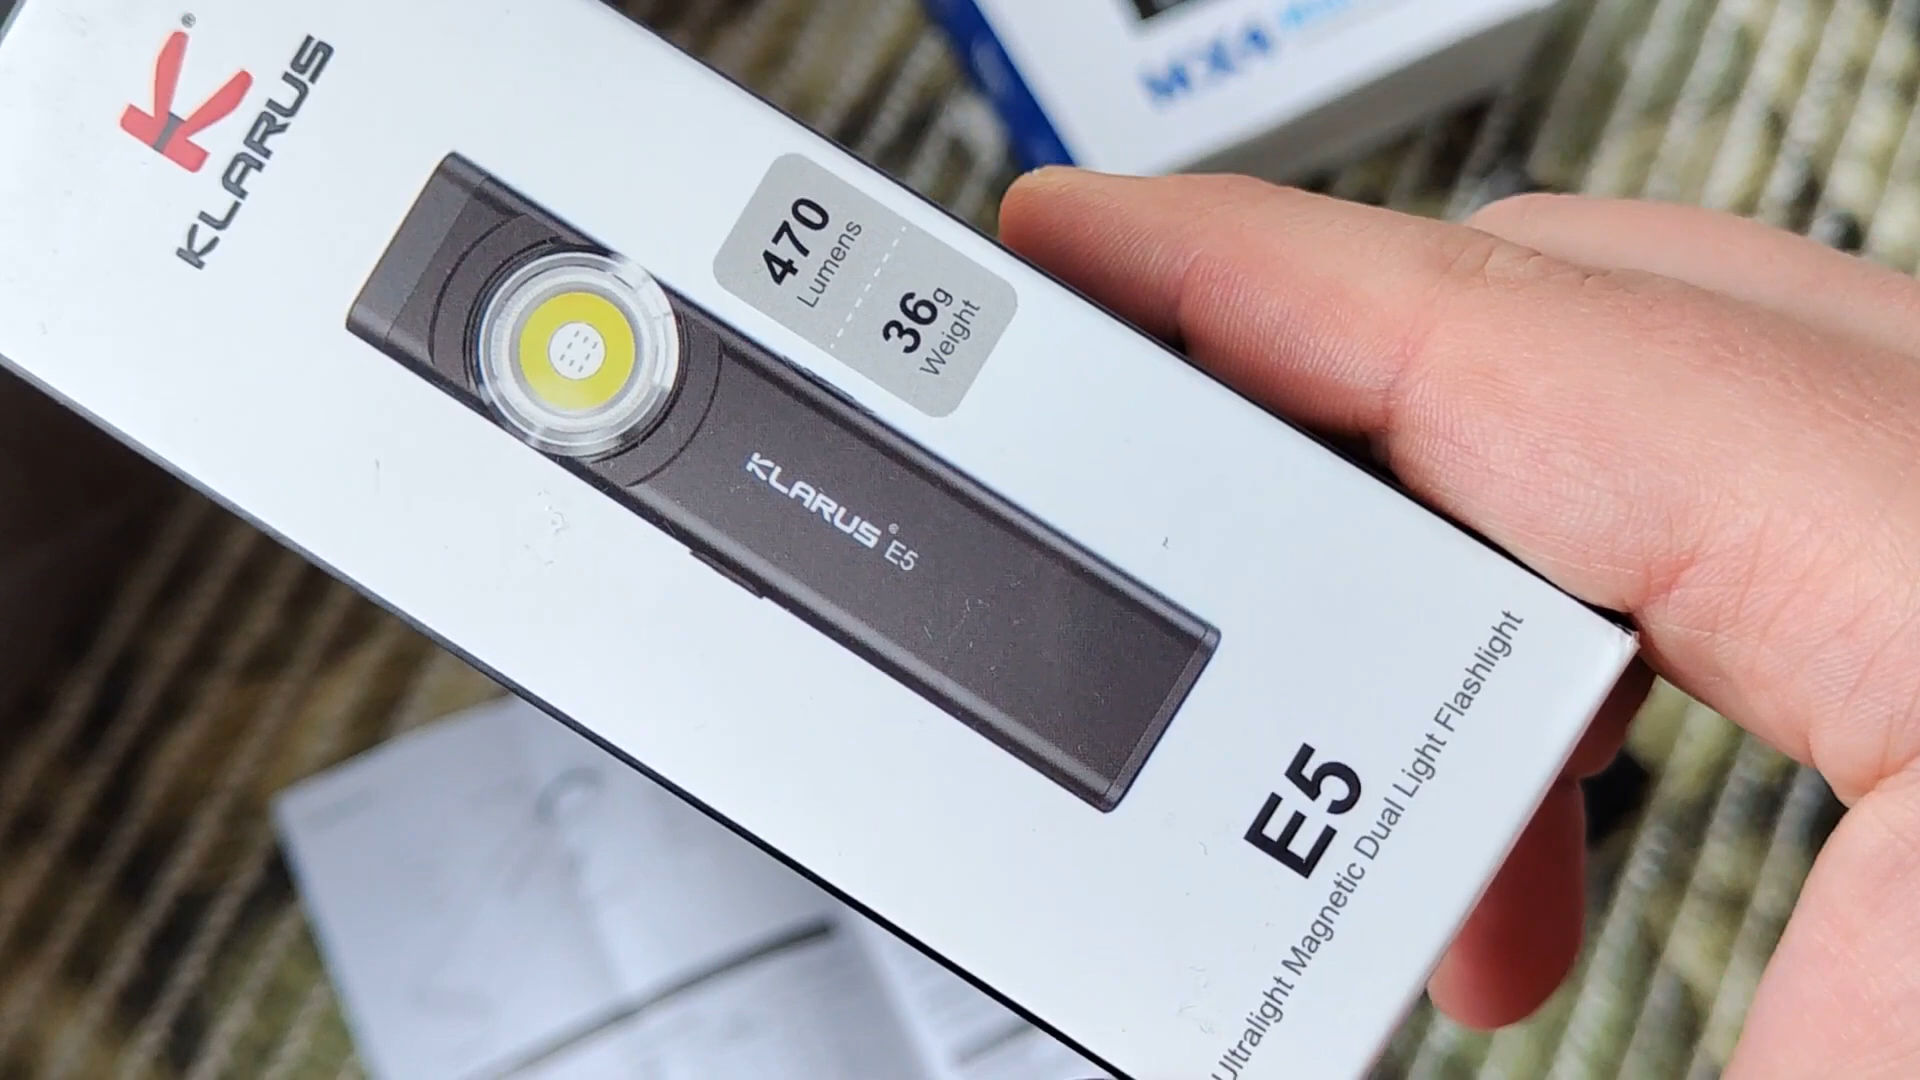 K®
KLARUS
470
Lumens
36g
Weight
KLARUS® E5
E5
Ultralight Magnetic Dual Light Flashlight